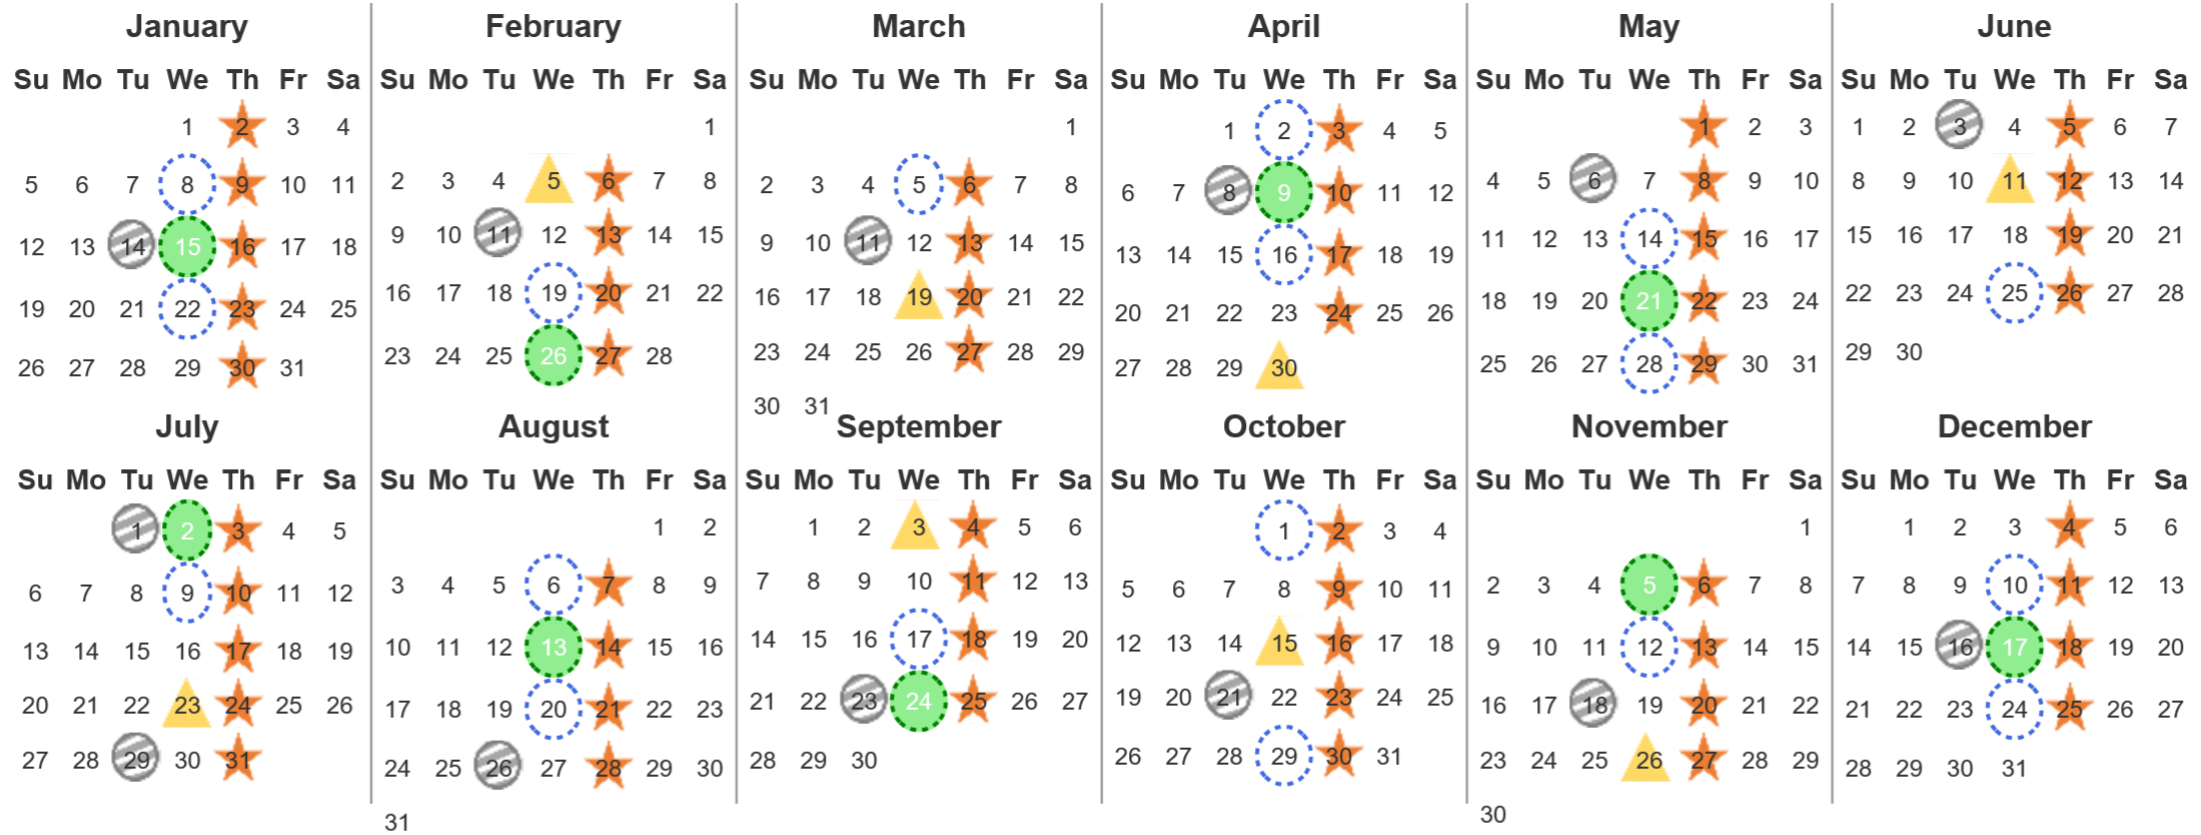 January
Su Mo Tu We Th Fr Sa
1 2 3 4
5 6 7 8 9 10 11
12 13 14 15 16 17 18
19 20 21 22 23 24 25
26 27 28 29 30 31
February
Su Mo Tu We Th Fr Sa
1
2 3 4 5 6 7 8
9 10 11 12 13 14 15
16 17 18 19 20 21 22
23 24 25 26 27 28
March
Su Mo Tu We Th Fr Sa
1
2 3 4 5 6 7 8
9 10 11 12 13 14 15
16 17 18 19 20 21 22
23 24 25 26 27 28 29
30 31
April
Su Mo Tu We Th Fr Sa
1 2 3 4 5
6 7 8 9 10 11 12
13 14 15 16 17 18 19
20 21 22 23 24 25 26
27 28 29 30
May
Su Mo Tu We Th Fr Sa
1 2 3
4 5 6 7 8 9 10
11 12 13 14 15 16 17
18 19 20 21 22 23 24
25 26 27 28 29 30 31
June
Su Mo Tu We Th Fr Sa
1 2 3 4 5 6 7
8 9 10 11 12 13 14
15 16 17 18 19 20 21
22 23 24 25 26 27 28
29 30
July
Su Mo Tu We Th Fr Sa
1 2 3 4 5
6 7 8 9 10 11 12
13 14 15 16 17 18 19
20 21 22 23 24 25 26
27 28 29 30 31
August
Su Mo Tu We Th Fr Sa
1 2
3 4 5 6 7 8 9
10 11 12 13 14 15 16
17 18 19 20 21 22 23
24 25 26 27 28 29 30
31
September
Su Mo Tu We Th Fr Sa
1 2 3 4 5 6
7 8 9 10 11 12 13
14 15 16 17 18 19 20
21 22 23 24 25 26 27
28 29 30
October
Su Mo Tu We Th Fr Sa
1 2 3 4
5 6 7 8 9 10 11
12 13 14 15 16 17 18
19 20 21 22 23 24 25
26 27 28 29 30 31
November
Su Mo Tu We Th Fr Sa
1
2 3 4 5 6 7 8
9 10 11 12 13 14 15
16 17 18 19 20 21 22
23 24 25 26 27 28 29
30
December
Su Mo Tu We Th Fr Sa
1 2 3 4 5 6
7 8 9 10 11 12 13
14 15 16 17 18 19 20
21 22 23 24 25 26 27
28 29 30 31